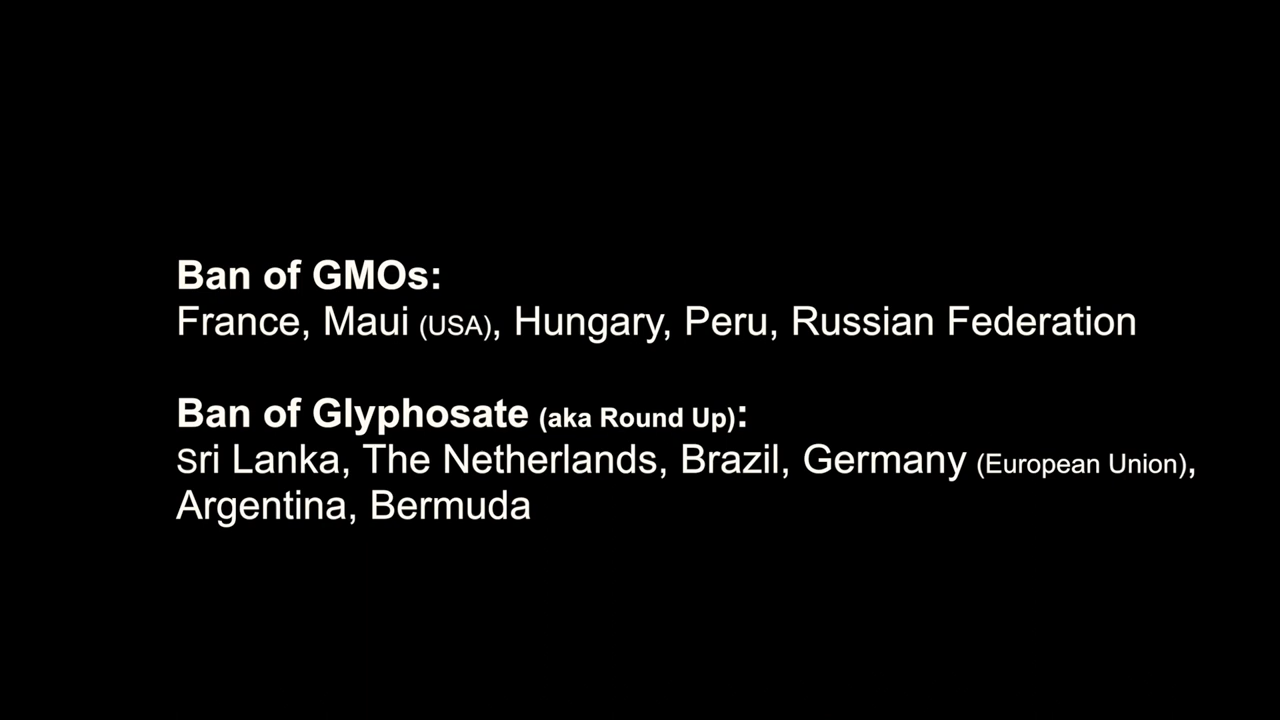 Ban of GMOs:
France, Maui (USA), Hungary, Peru, Russian Federation
Ban of Glyphosate (aka Round Up):
Sri Lanka, The Netherlands, Brazil, Germany (European Union),
Argentina, Bermuda